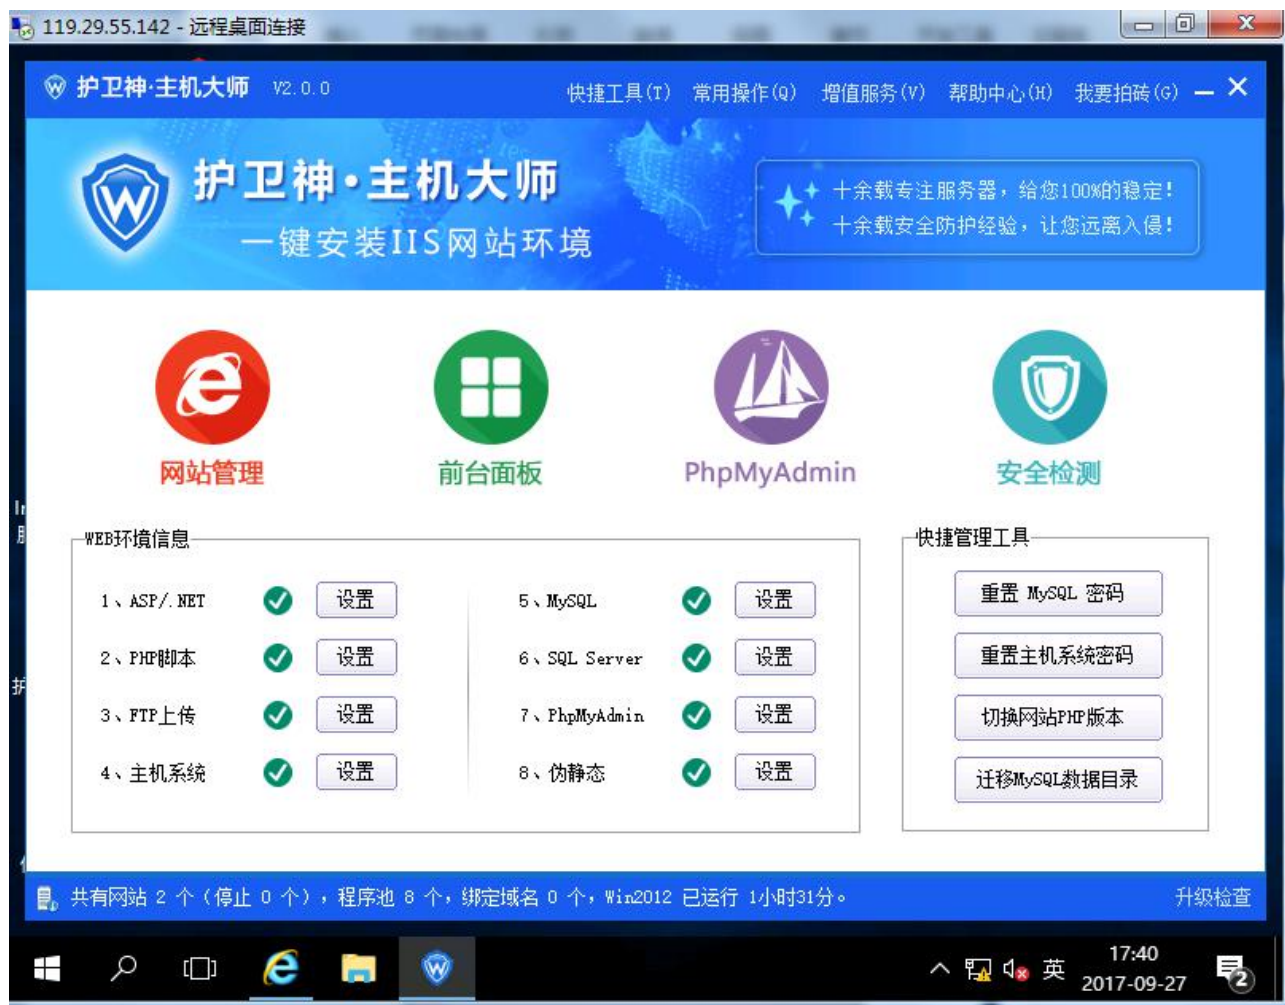 119.29.55.142 - 远程桌面连接
护卫神·主机大师 V2.0.0
快捷工具(T) 常用操作(Q) 增值服务(V) 帮助中心(H) 我要拍砖(G)
护卫神·主机大师
一键安装IIS网站环境
十余载专注服务器，给您100%的稳定!
十余载安全防护经验，让您远离入侵!
网站管理
前台面板
PhpMyAdmin
安全检测
WEB环境信息
1、ASP/.NET 设置
2、PHP脚本 设置
3、FTP上传 设置
4、主机系统 设置
5、MySQL 设置
6、SQL Server 设置
7、PhpMyAdmin 设置
8、伪静态 设置
快捷管理工具
重置 MySQL 密码
重置主机系统密码
切换网站PHP版本
迁移MySQL数据目录
共有网站 2 个（停止 0 个），程序池 8 个，绑定域名 0 个，Win2012 已运行 1小时31分。
升级检查
英
17:40
2017-09-27
2